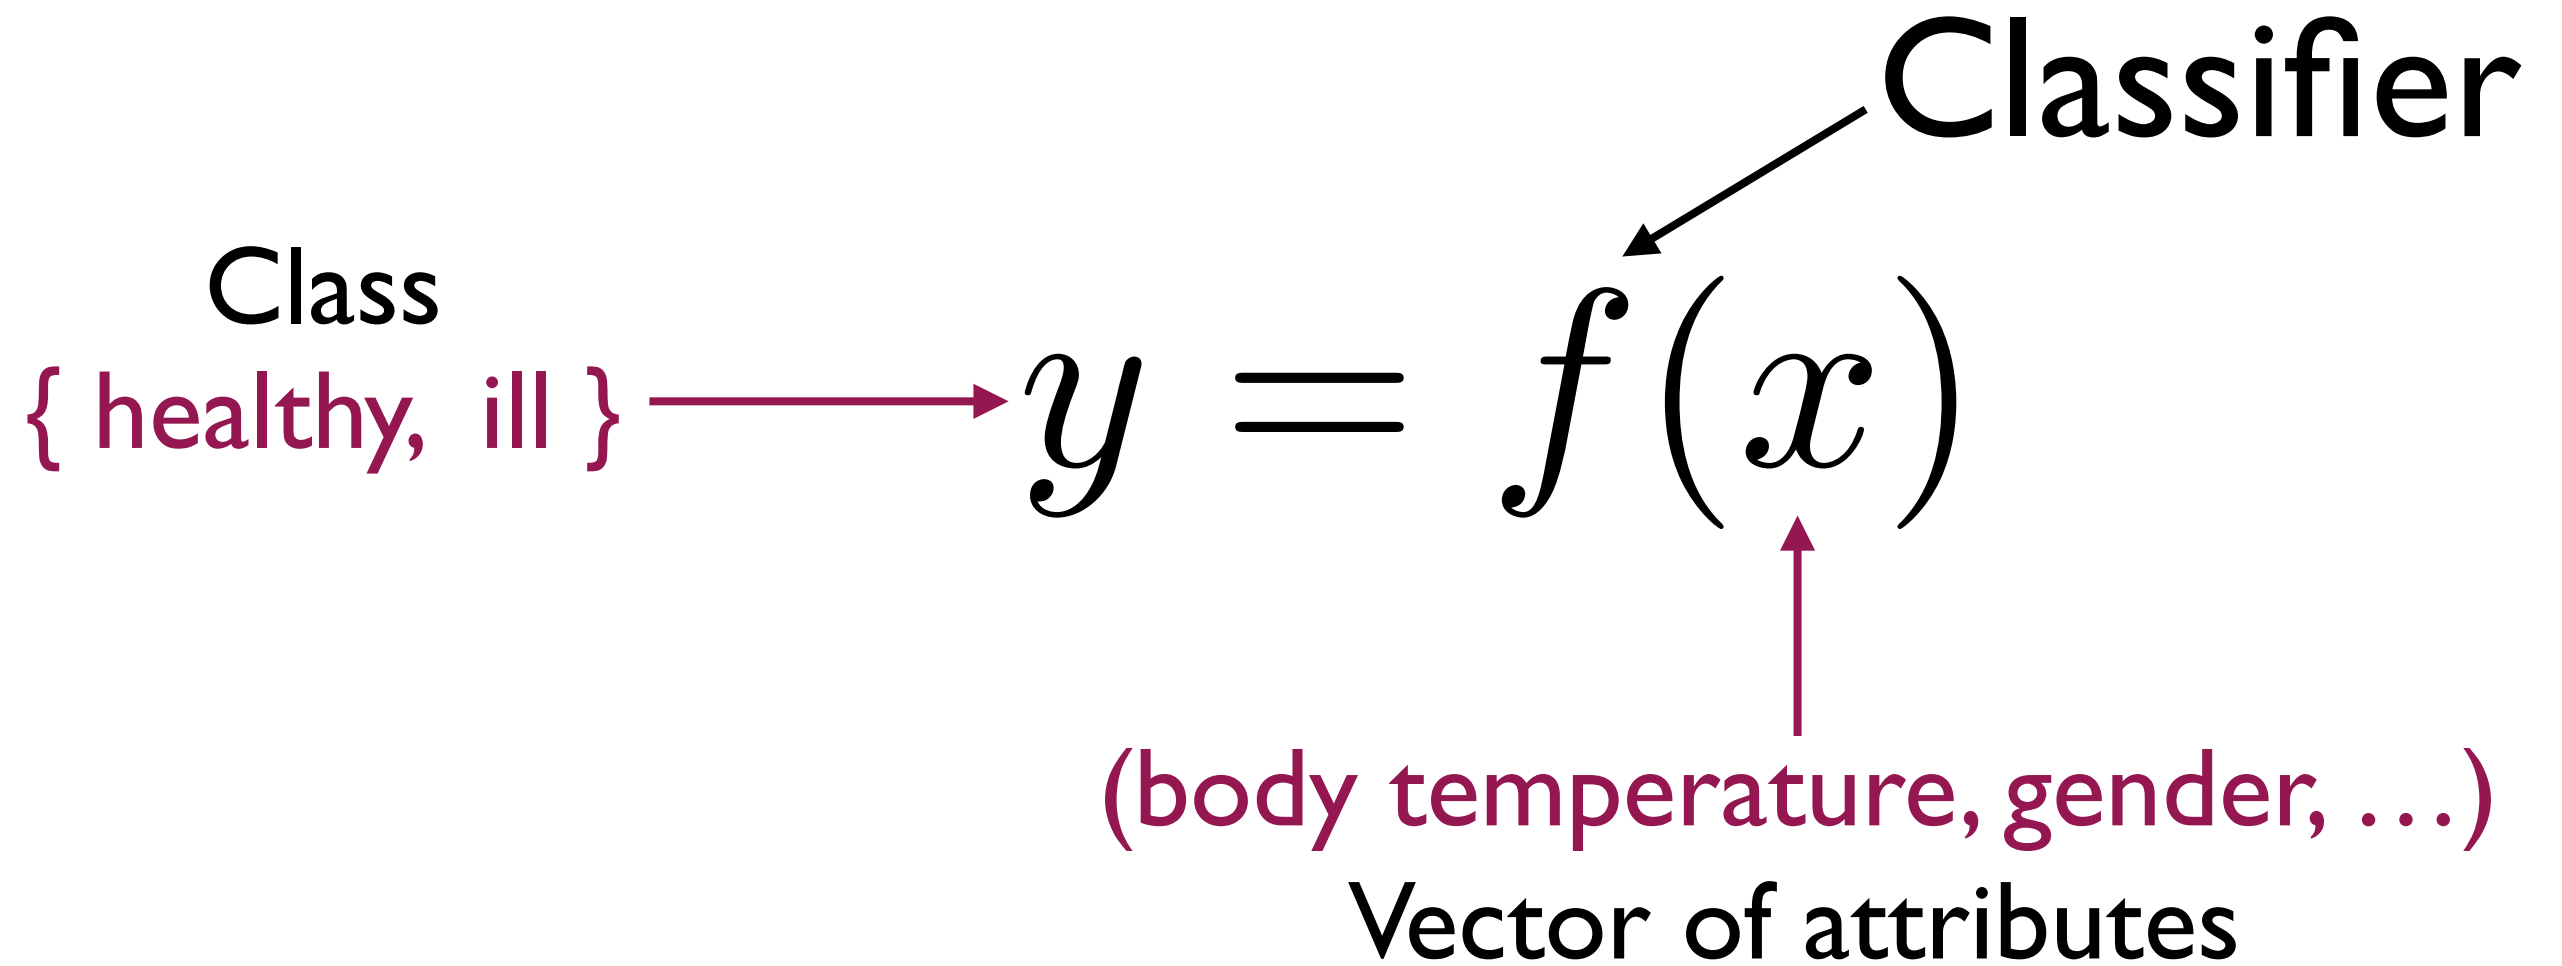 Classifier
Class
{ healthy, ill }
y = f(x)
(body temperature, gender, …)
Vector of attributes